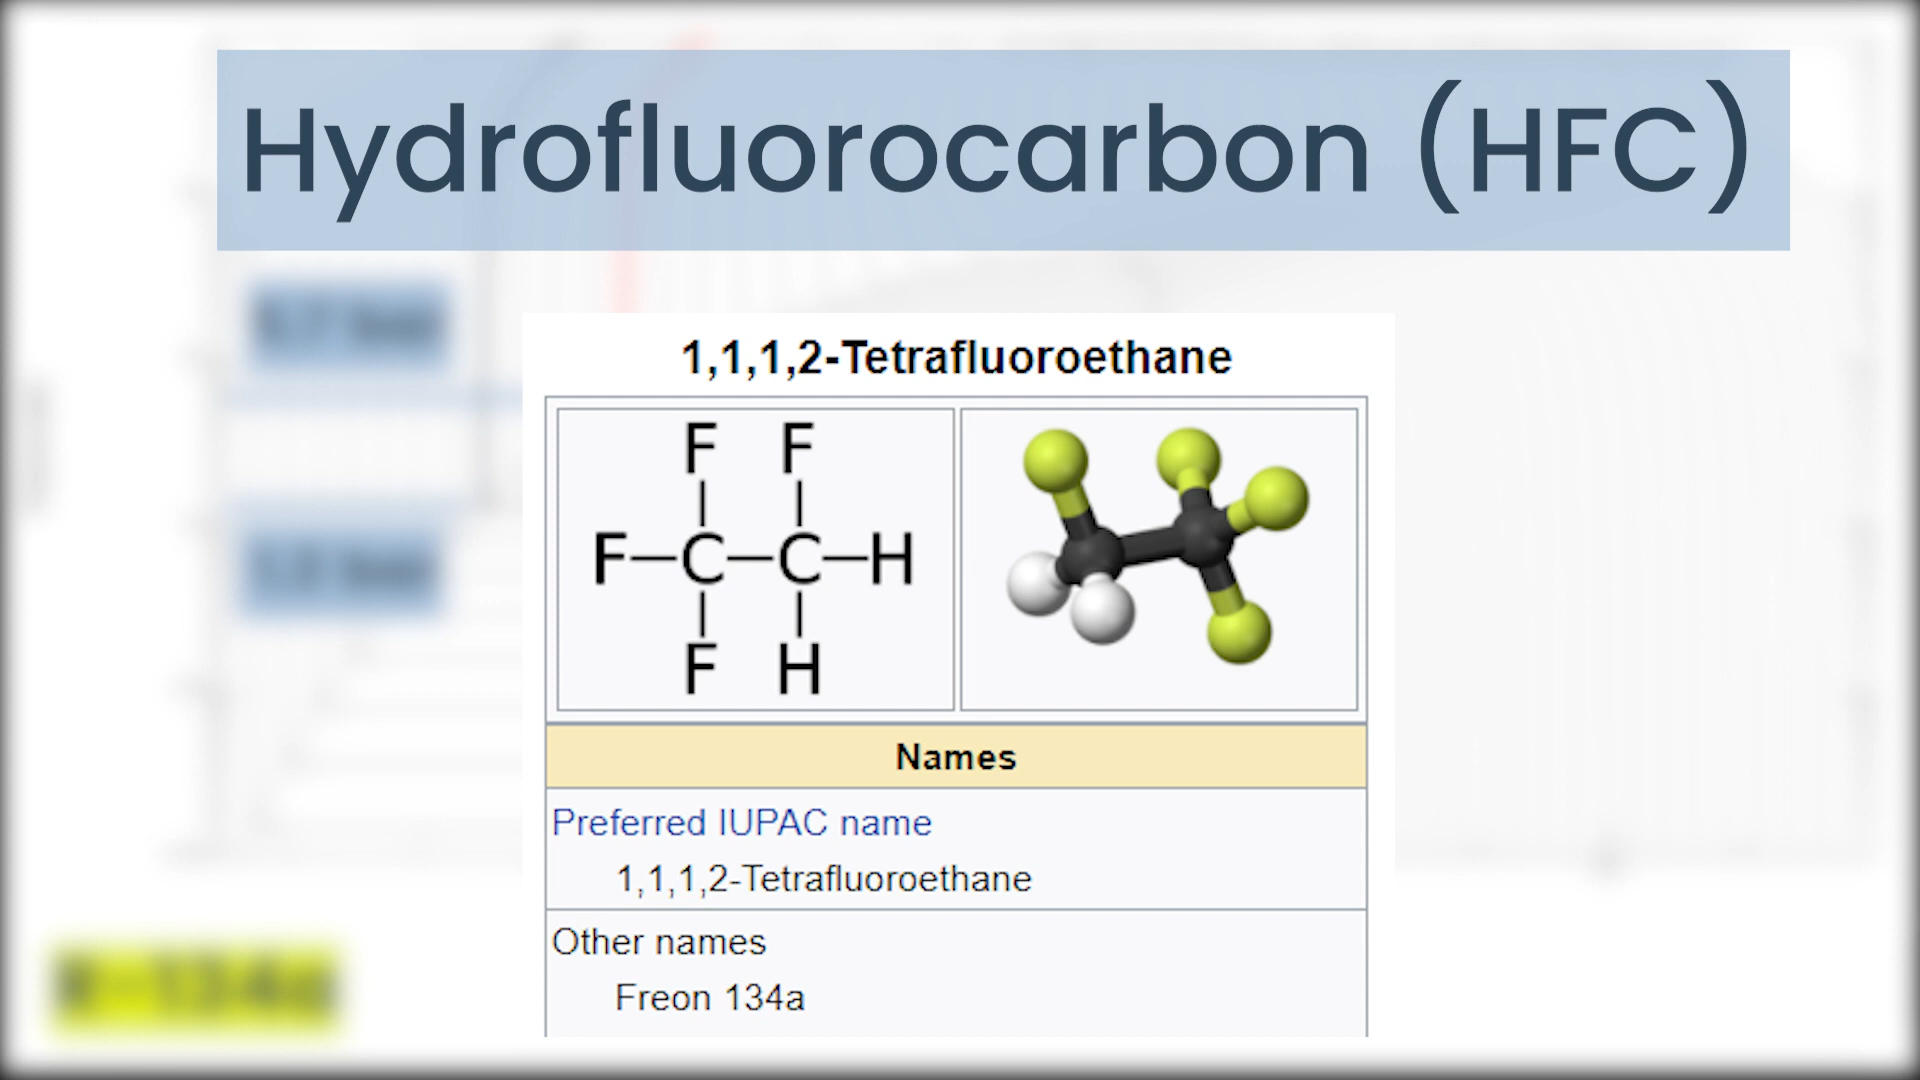 Hydrofluorocarbon (HFC)
1,1,1,2-Tetrafluoroethane
F F
F C C H
F H
Names
Preferred IUPAC name
1,1,1,2-Tetrafluoroethane
Other names
Freon 134a
R-134a